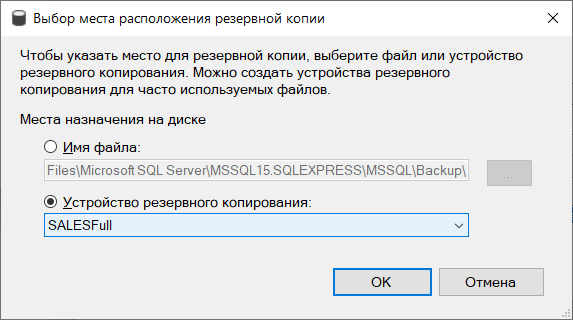 Выбор места расположения резервной копии
Чтобы указать место для резервной копии, выберите файл или устройство
резервного копирования. Можно создать устройства резервного
копирования для часто используемых файлов.
Места назначения на диске
Имя файла:
Files\Microsoft SQL Server\MSSQL15.SQLEXPRESS\MSSQL\Backup\
...
Устройство резервного копирования:
SALESFull
OK
Отмена